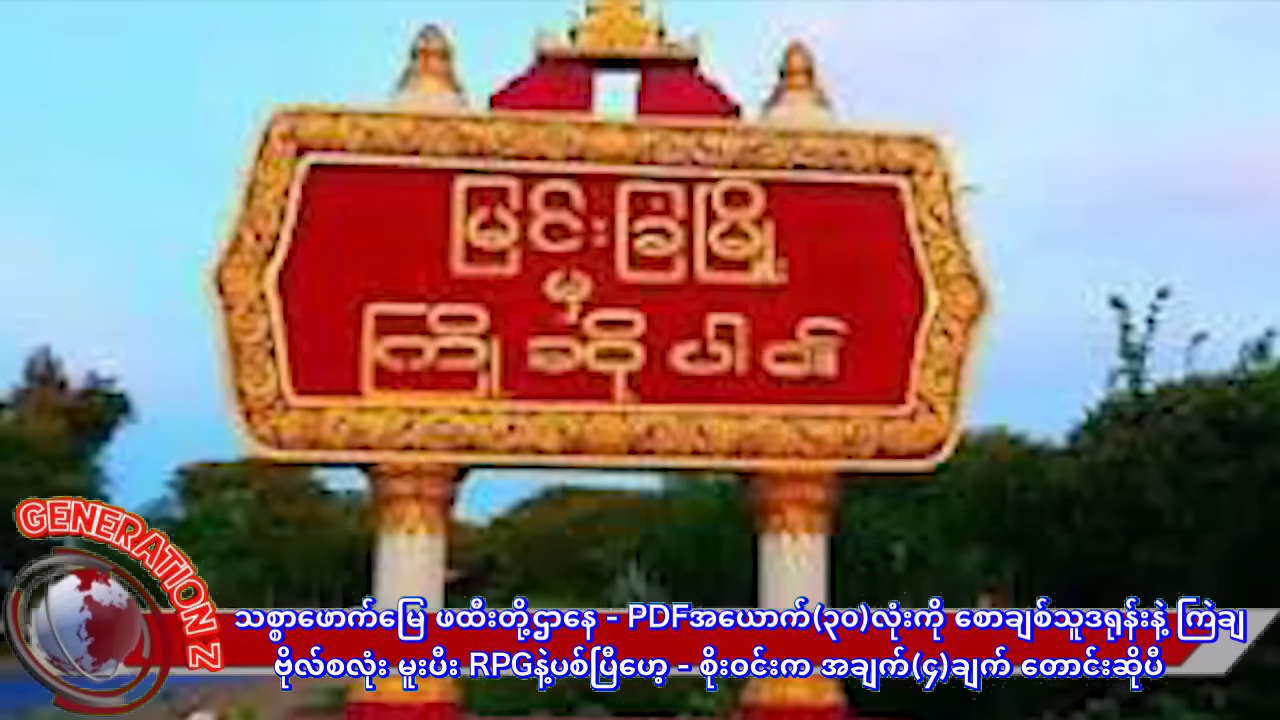 မြင်းခြံမြို့
မှ
ကြိုဆိုပါ၏
GENERATION Z
သစ္စာဖောက်မြေ ဖထီးတို့ဌာနေ - PDFအယောက်(၃၀)လုံးကို စောချစ်သူဒရုန်းနဲ့ ကြဲချ
ဗိုလ်စလုံး မူးပီး RPGနဲ့ပစ်ပြီဟေ့ - စိုးဝင်းက အချက်(၄)ချက် တောင်းဆိုပီ